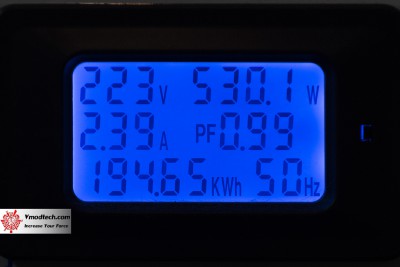 223 V 530.1 W
2.39 A PF 0.99
194.65 KWh 50 Hz
Ymodtech.com
Increase Your Force